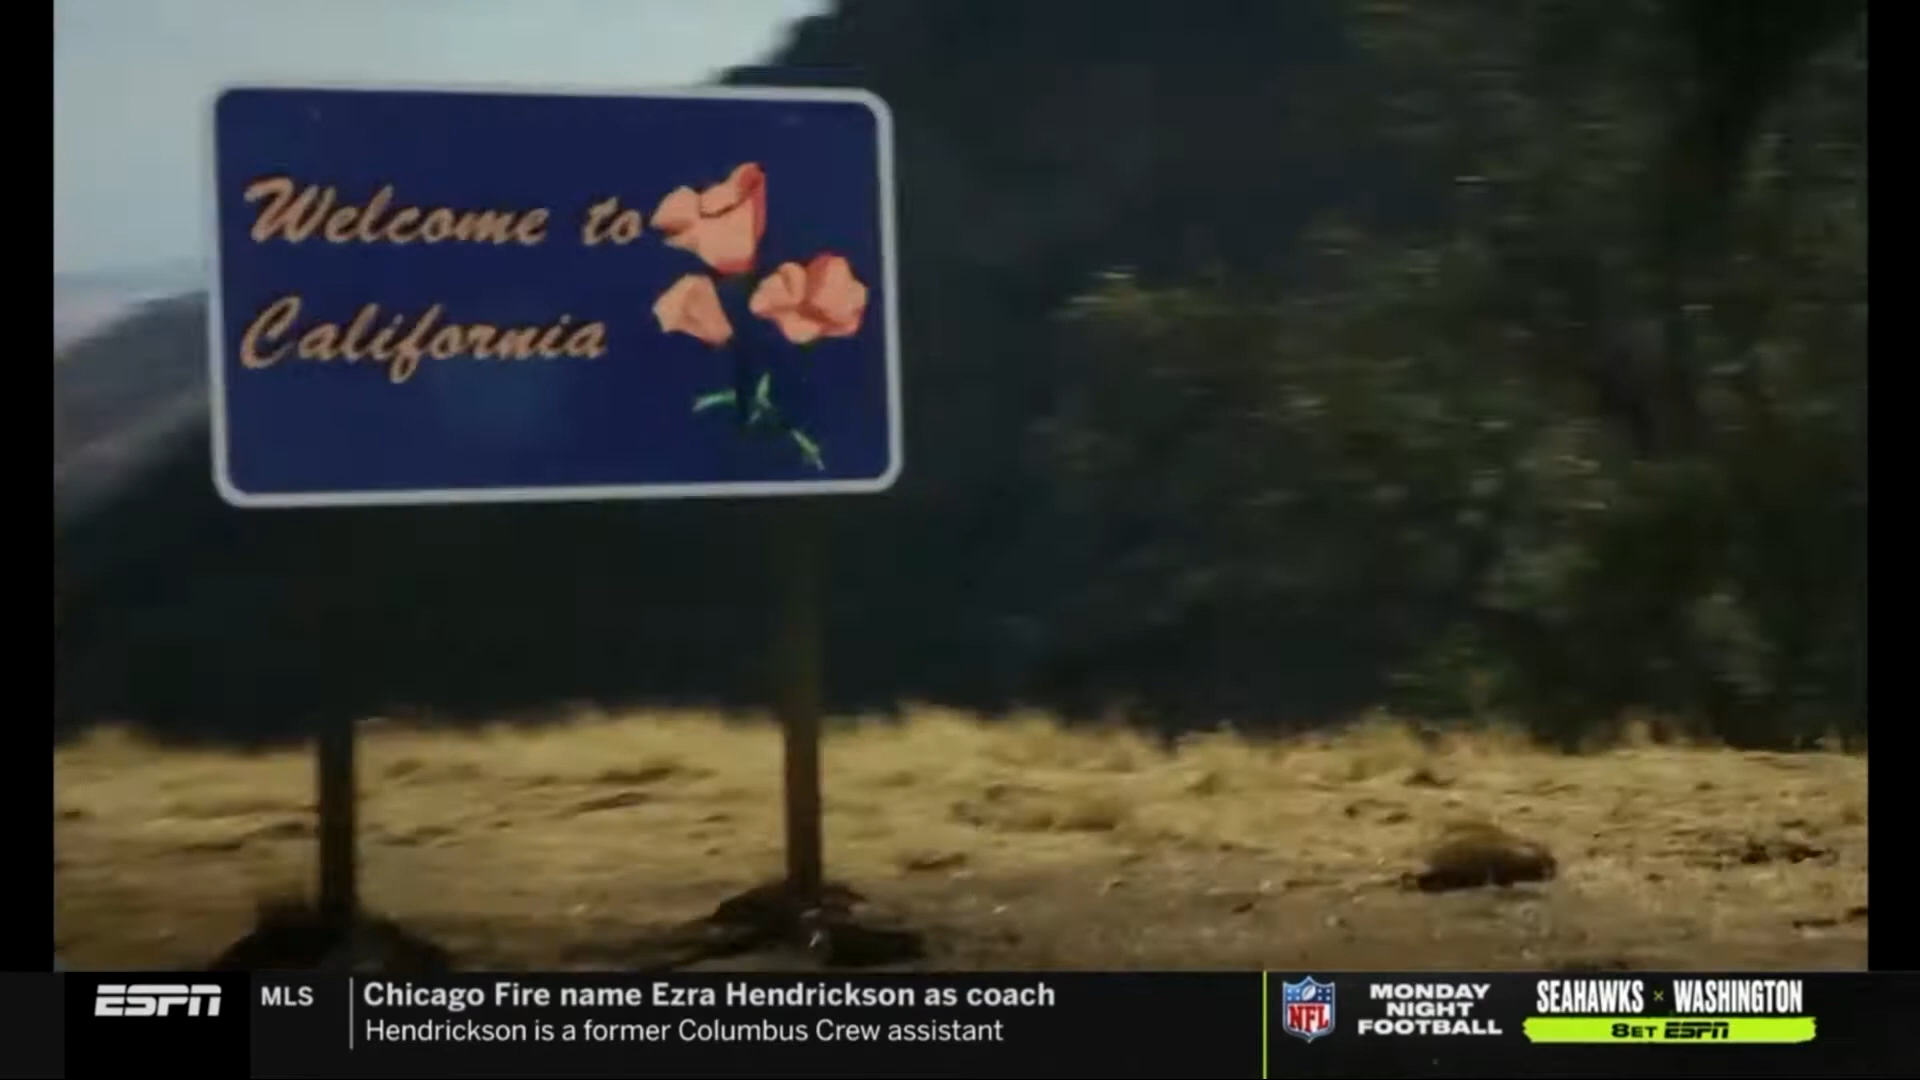 Welcome to
California
ESPN
MLS
Chicago Fire name Ezra Hendrickson as coach
Hendrickson is a former Columbus Crew assistant
NFL
MONDAY
NIGHT
FOOTBALL
SEAHAWKS × WASHINGTON
8ET ESPN